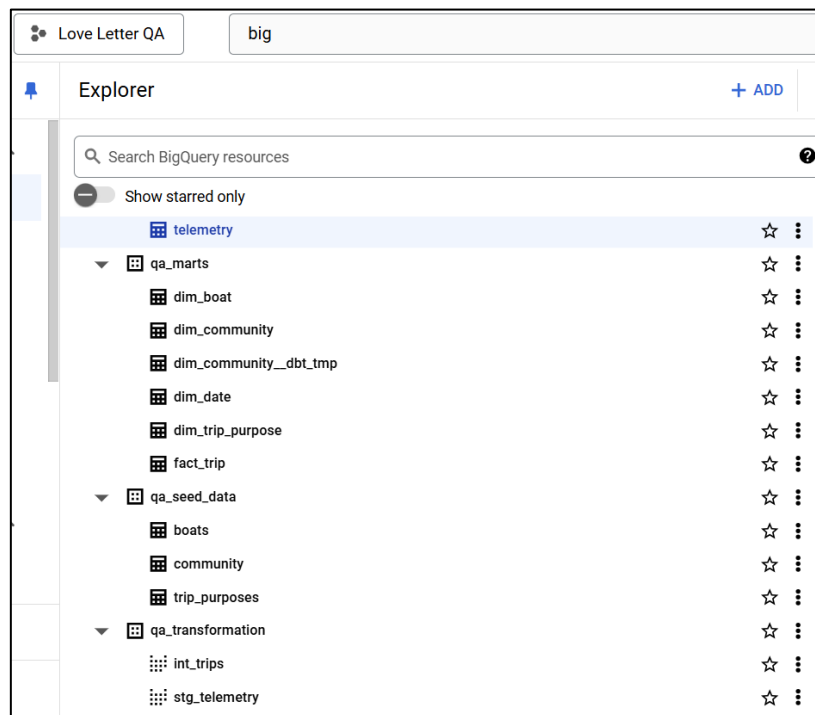 Love Letter QA big
Explorer + ADD
Search BigQuery resources ?
Show starred only
telemetry
qa_marts
dim_boat
dim_community
dim_community__dbt_tmp
dim_date
dim_trip_purpose
fact_trip
qa_seed_data
boats
community
trip_purposes
qa_transformation
int_trips
stg_telemetry